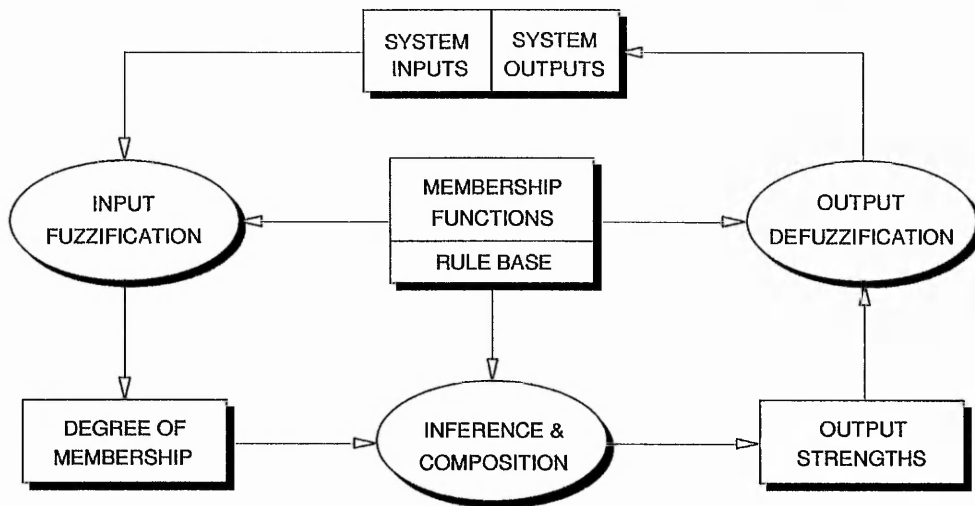 SYSTEM
INPUTS
SYSTEM
OUTPUTS
INPUT
FUZZIFICATION
MEMBERSHIP
FUNCTIONS
RULE BASE
OUTPUT
DEFUZZIFICATION
DEGREE OF
MEMBERSHIP
INFERENCE &
COMPOSITION
OUTPUT
STRENGTHS